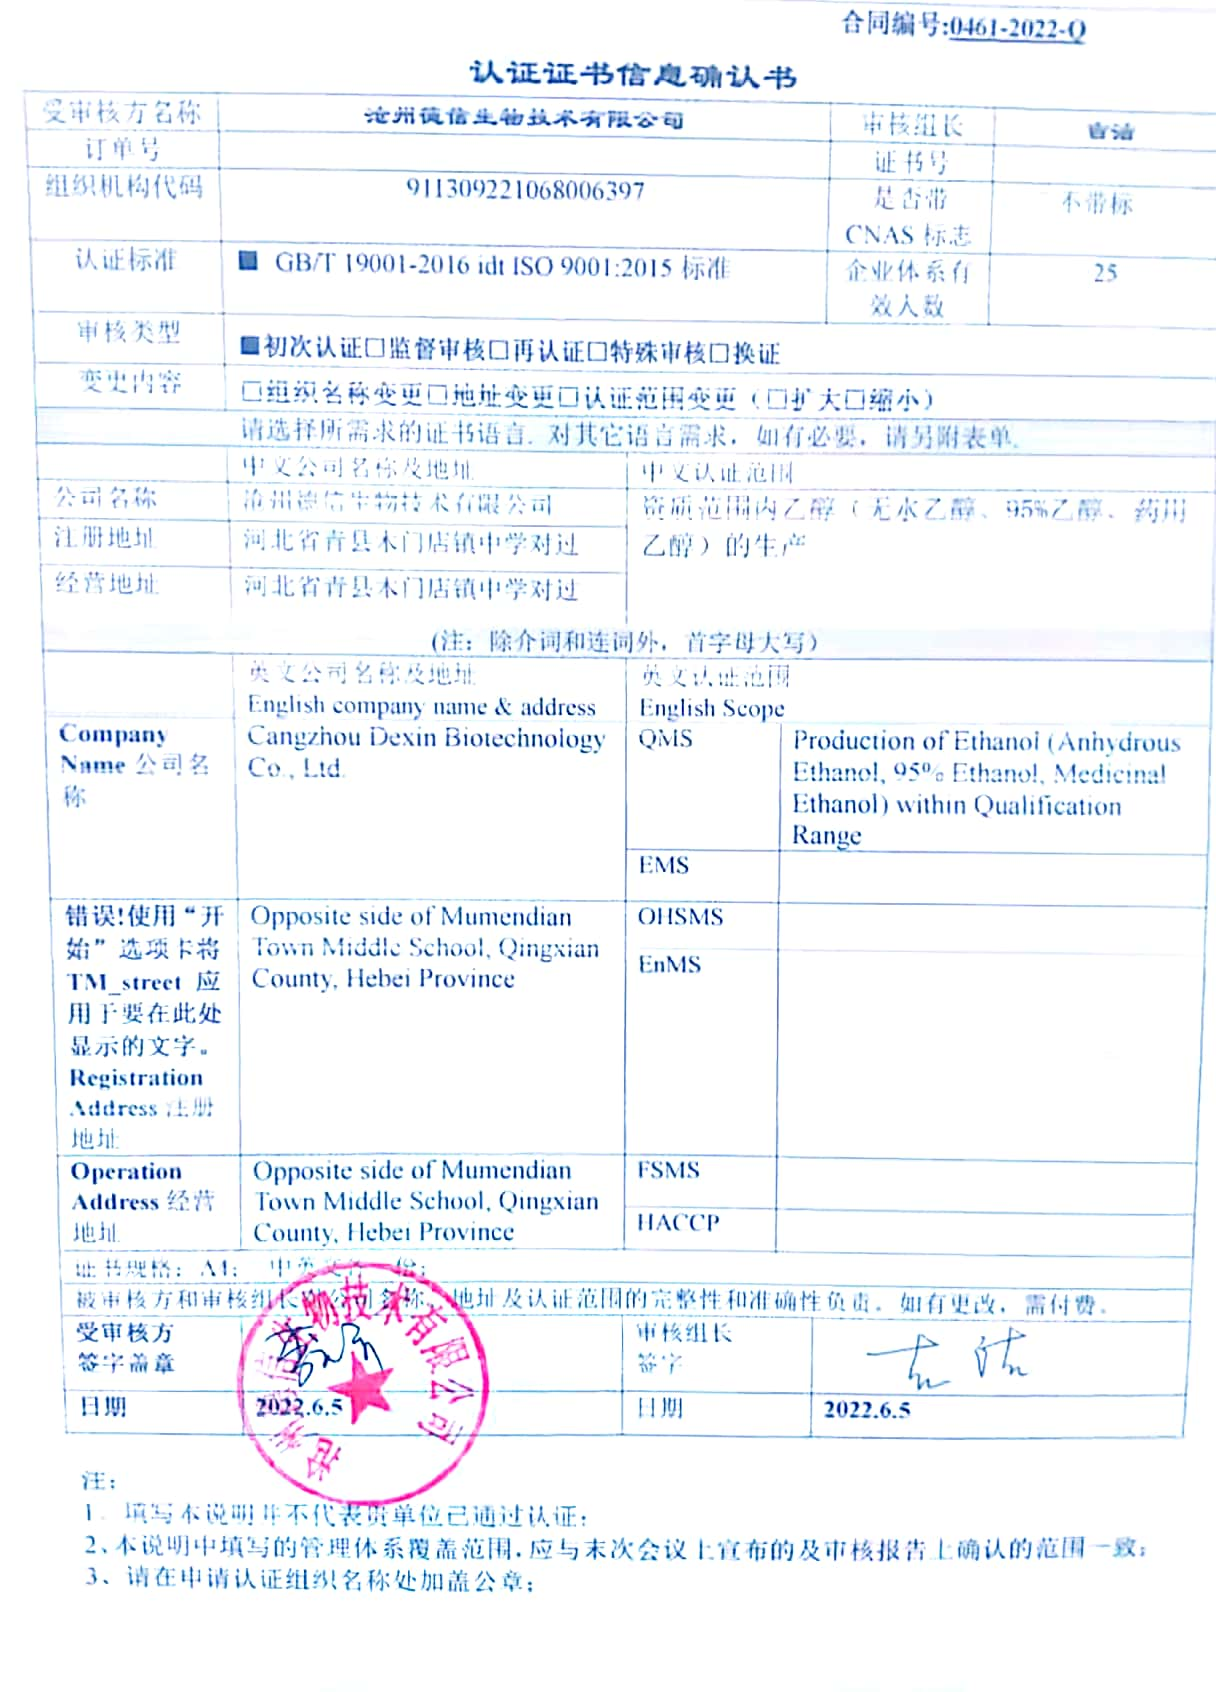 合同编号:0461-2022-Q
认证证书信息确认书
受审核方名称 沧州德信生物技术有限公司 审核组长 吉洁
订单号 证书号
组织机构代码 911309221068006397 是否带 不带标
CNAS 标志
认证标准 ■ GB/T 19001-2016 idt ISO 9001:2015 标准 企业体系有 25
效人数
审核类型 ■初次认证□监督审核□再认证□特殊审核□换证
变更内容 □组织名称变更□地址变更□认证范围变更（□扩大□缩小）
请选择所需求的证书语言. 对其它语言需求，如有必要，请另附表单.
中文公司名称及地址 中文认证范围
公司名称 沧州德信生物技术有限公司 资质范围内乙醇（无水乙醇、95%乙醇、药用
注册地址 河北省青县木门店镇中学对过 乙醇）的生产
经营地址 河北省青县木门店镇中学对过
(注：除介词和连词外，首字母大写)
英文公司名称及地址 英文认证范围
English company name & address English Scope
Company Cangzhou Dexin Biotechnology QMS Production of Ethanol (Anhydrous
Name 公司名 Co., Ltd. Ethanol, 95% Ethanol, Medicinal
称 Ethanol) within Qualification
Range
EMS
错误!使用“开 Opposite side of Mumendian OHSMS
始”选项卡将 Town Middle School, Qingxian EnMS
TM_street 应 County, Hebei Province
用于要在此处
显示的文字。
Registration
Address 注册
地址
Operation Opposite side of Mumendian FSMS
Address 经营 Town Middle School, Qingxian HACCP
地址 County, Hebei Province
证书规格：A4； 中英文各 份；
被审核方和审核组长对公司名称、地址及认证范围的完整性和准确性负责。如有更改，需付费。
受审核方 审核组长
签字盖章 签字 吉洁
日期 2022.6.5 日期 2022.6.5
注：
1、填写本说明并不代表贵单位已通过认证；
2、本说明中填写的管理体系覆盖范围，应与末次会议上宣布的及审核报告上确认的范围一致；
3、请在申请认证组织名称处加盖公章；